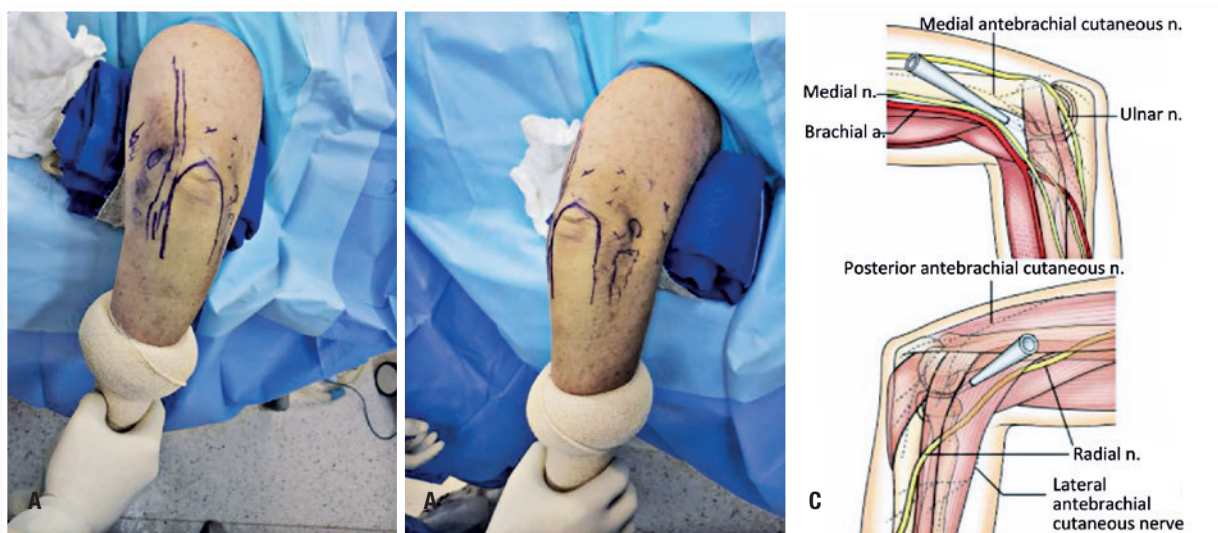 A
A
C
Medial antebrachial cutaneous n.
Medial n.
Brachial a.
Ulnar n.
Posterior antebrachial cutaneous n.
Radial n.
Lateral
antebrachial
cutaneous nerve